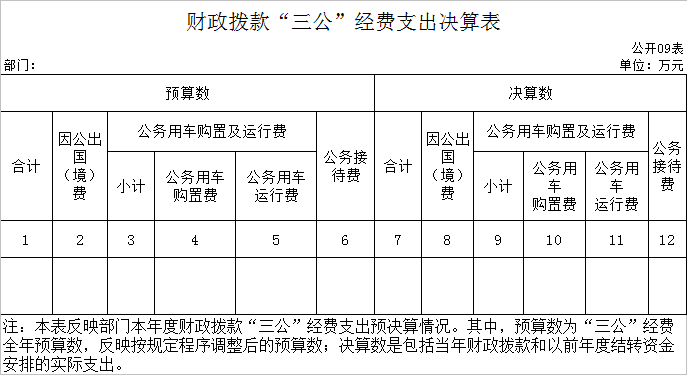 财政拨款“三公”经费支出决算表
公开09表
部门：
单位：万元
预算数
决算数
合计
因公出
国
（境）
费
公务用车购置及运行费
公务接
待费
合计
因公出
国
（境）
费
公务用车购置及运行费
公务
接待
费
小计
公务用车
购置费
公务用车
运行费
小计
公务用
车
购置费
公务用
车
运行费
1 2 3 4 5 6 7 8 9 10 11 12
注：本表反映部门本年度财政拨款“三公”经费支出预决算情况。其中，预算数为“三公”经费
全年预算数，反映按规定程序调整后的预算数；决算数是包括当年财政拨款和以前年度结转资金
安排的实际支出。